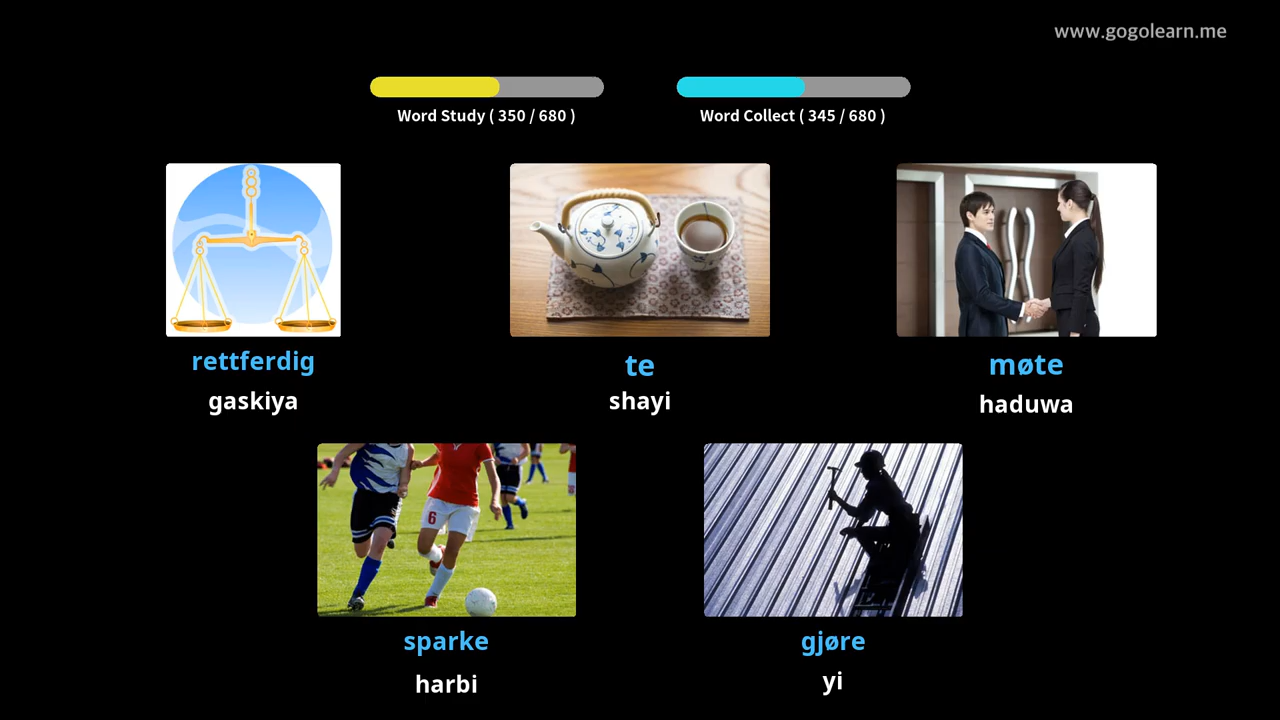 www.gogolearn.me
Word Study ( 350 / 680 )
Word Collect ( 345 / 680 )
rettferdig
gaskiya
te
shayi
møte
haduwa
6
sparke
harbi
gjøre
yi